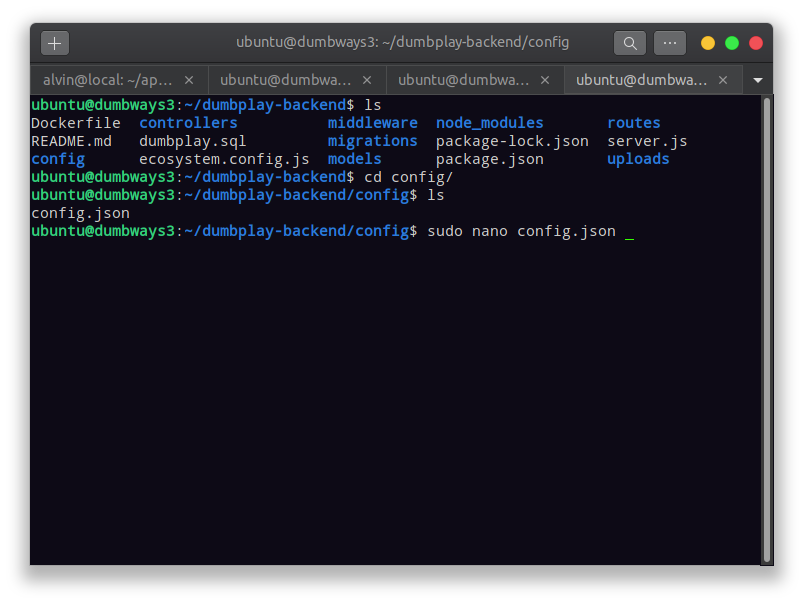 ubuntu@dumbways3: ~/dumbplay-backend/config
alvin@local: ~/ap... × ubuntu@dumbwa... × ubuntu@dumbwa... × ubuntu@dumbwa... ×
ubuntu@dumbways3:~/dumbplay-backend$ ls
Dockerfile controllers middleware node_modules routes
README.md dumbplay.sql migrations package-lock.json server.js
config ecosystem.config.js models package.json uploads
ubuntu@dumbways3:~/dumbplay-backend$ cd config/
ubuntu@dumbways3:~/dumbplay-backend/config$ ls
config.json
ubuntu@dumbways3:~/dumbplay-backend/config$ sudo nano config.json _